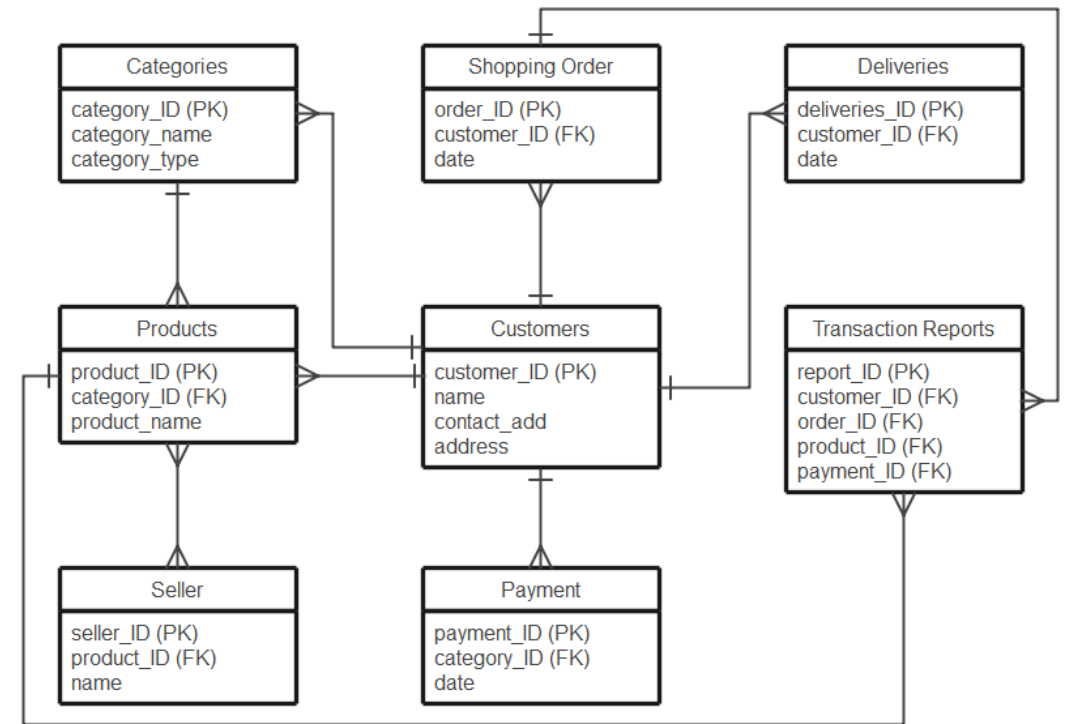 Categories
category_ID (PK)
category_name
category_type
Shopping Order
order_ID (PK)
customer_ID (FK)
date
Deliveries
deliveries_ID (PK)
customer_ID (FK)
date
Products
product_ID (PK)
category_ID (FK)
product_name
Customers
customer_ID (PK)
name
contact_add
address
Transaction Reports
report_ID (PK)
customer_ID (FK)
order_ID (FK)
product_ID (FK)
payment_ID (FK)
Seller
seller_ID (PK)
product_ID (FK)
name
Payment
payment_ID (PK)
category_ID (FK)
date